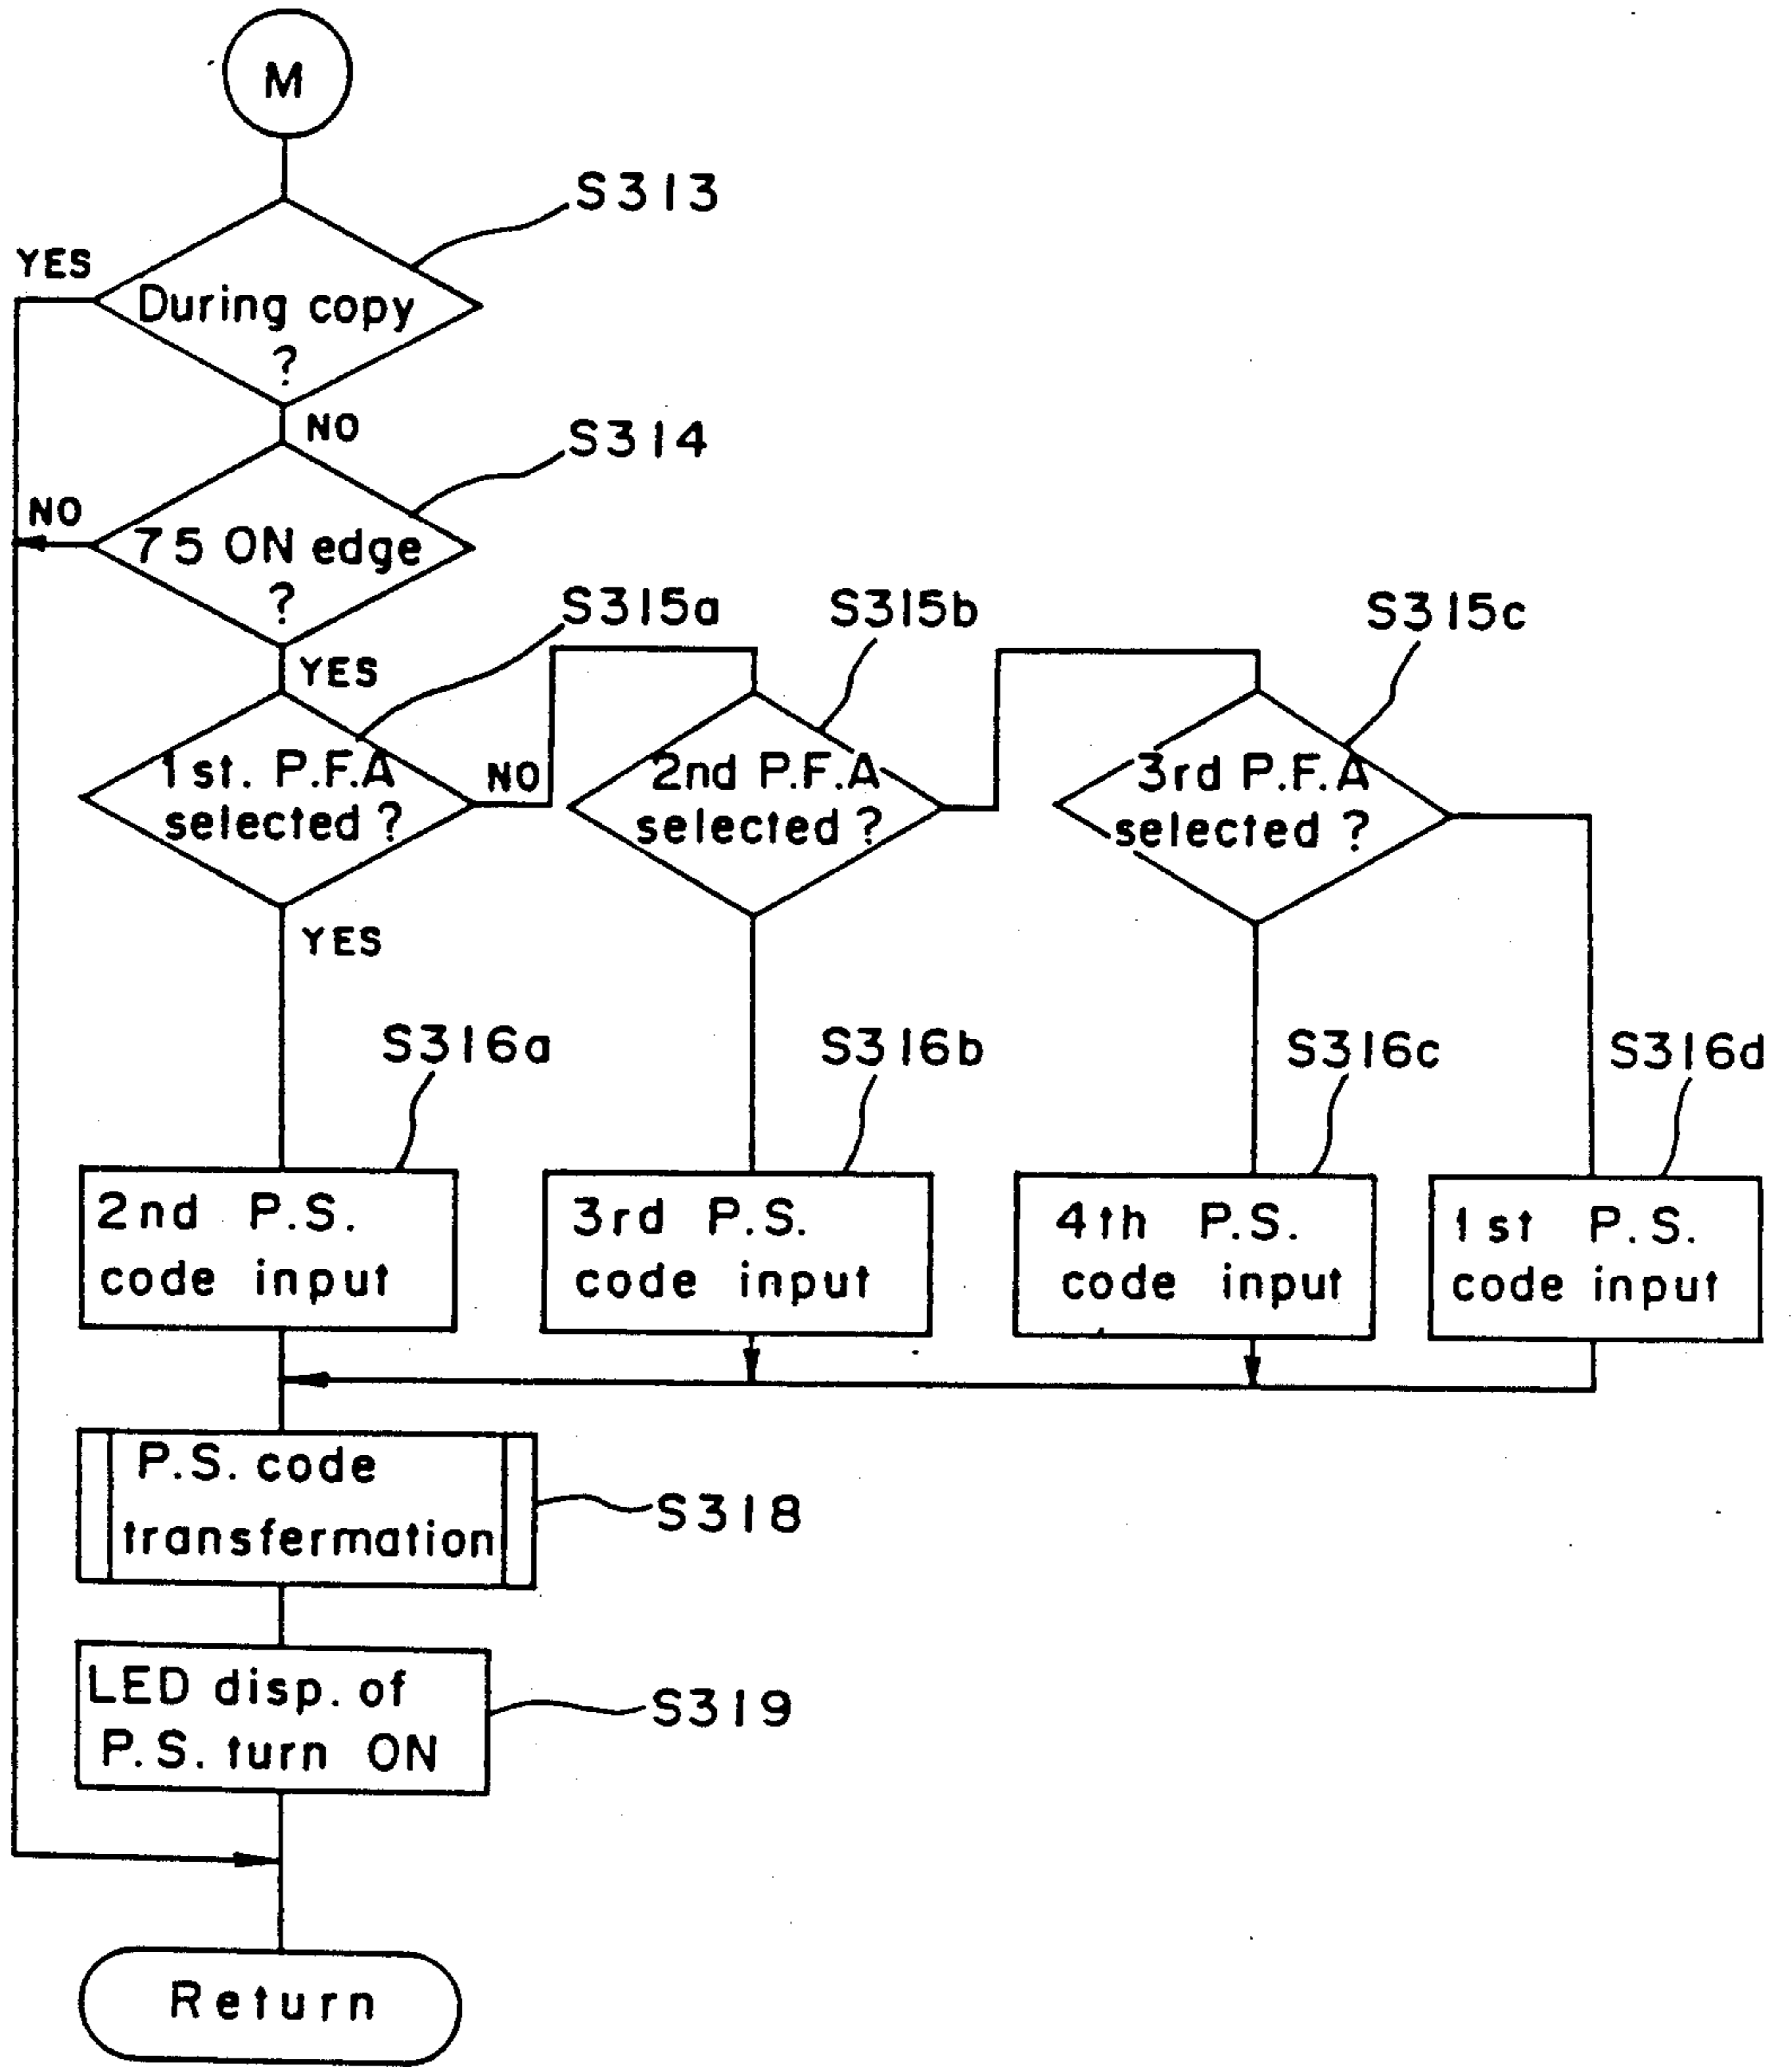 M
S313
YES
During copy
?
NO
S314
NO
75 ON edge
?
YES
S315a
S315b
S315c
1st. P.F.A
selected ?
NO
2nd P.F.A
selected ?
3rd P.F.A
selected ?
YES
S316a
S316b
S316c
S316d
2nd P.S.
code input
3rd P.S.
code input
4th P.S.
code input
1st P.S.
code input
P.S. code
transfermation
S318
LED disp. of
P.S. turn ON
S319
Return